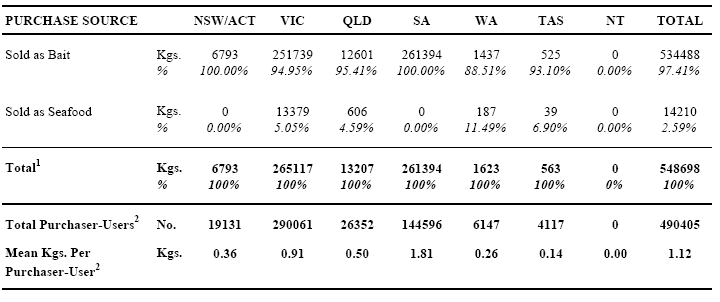 PURCHASE SOURCE NSW/ACT VIC QLD SA WA TAS NT TOTAL
Sold as Bait Kgs. 6793 251739 12601 261394 1437 525 0 534488
% 100.00% 94.95% 95.41% 100.00% 88.51% 93.10% 0.00% 97.41%
Sold as Seafood Kgs. 0 13379 606 0 187 39 0 14210
% 0.00% 5.05% 4.59% 0.00% 11.49% 6.90% 0.00% 2.59%
Total1 Kgs. 6793 265117 13207 261394 1623 563 0 548698
% 100% 100% 100% 100% 100% 100% 0% 100%
Total Purchaser-Users2 No. 19131 290061 26352 144596 6147 4117 0 490405
Mean Kgs. Per Kgs. 0.36 0.91 0.50 1.81 0.26 0.14 0.00 1.12
Purchaser-User2